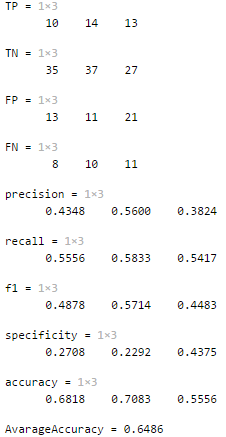 TP = 1×3
10 14 13
TN = 1×3
35 37 27
FP = 1×3
13 11 21
FN = 1×3
8 10 11
precision = 1×3
0.4348 0.5600 0.3824
recall = 1×3
0.5556 0.5833 0.5417
f1 = 1×3
0.4878 0.5714 0.4483
specificity = 1×3
0.2708 0.2292 0.4375
accuracy = 1×3
0.6818 0.7083 0.5556
AvarageAccuracy = 0.6486